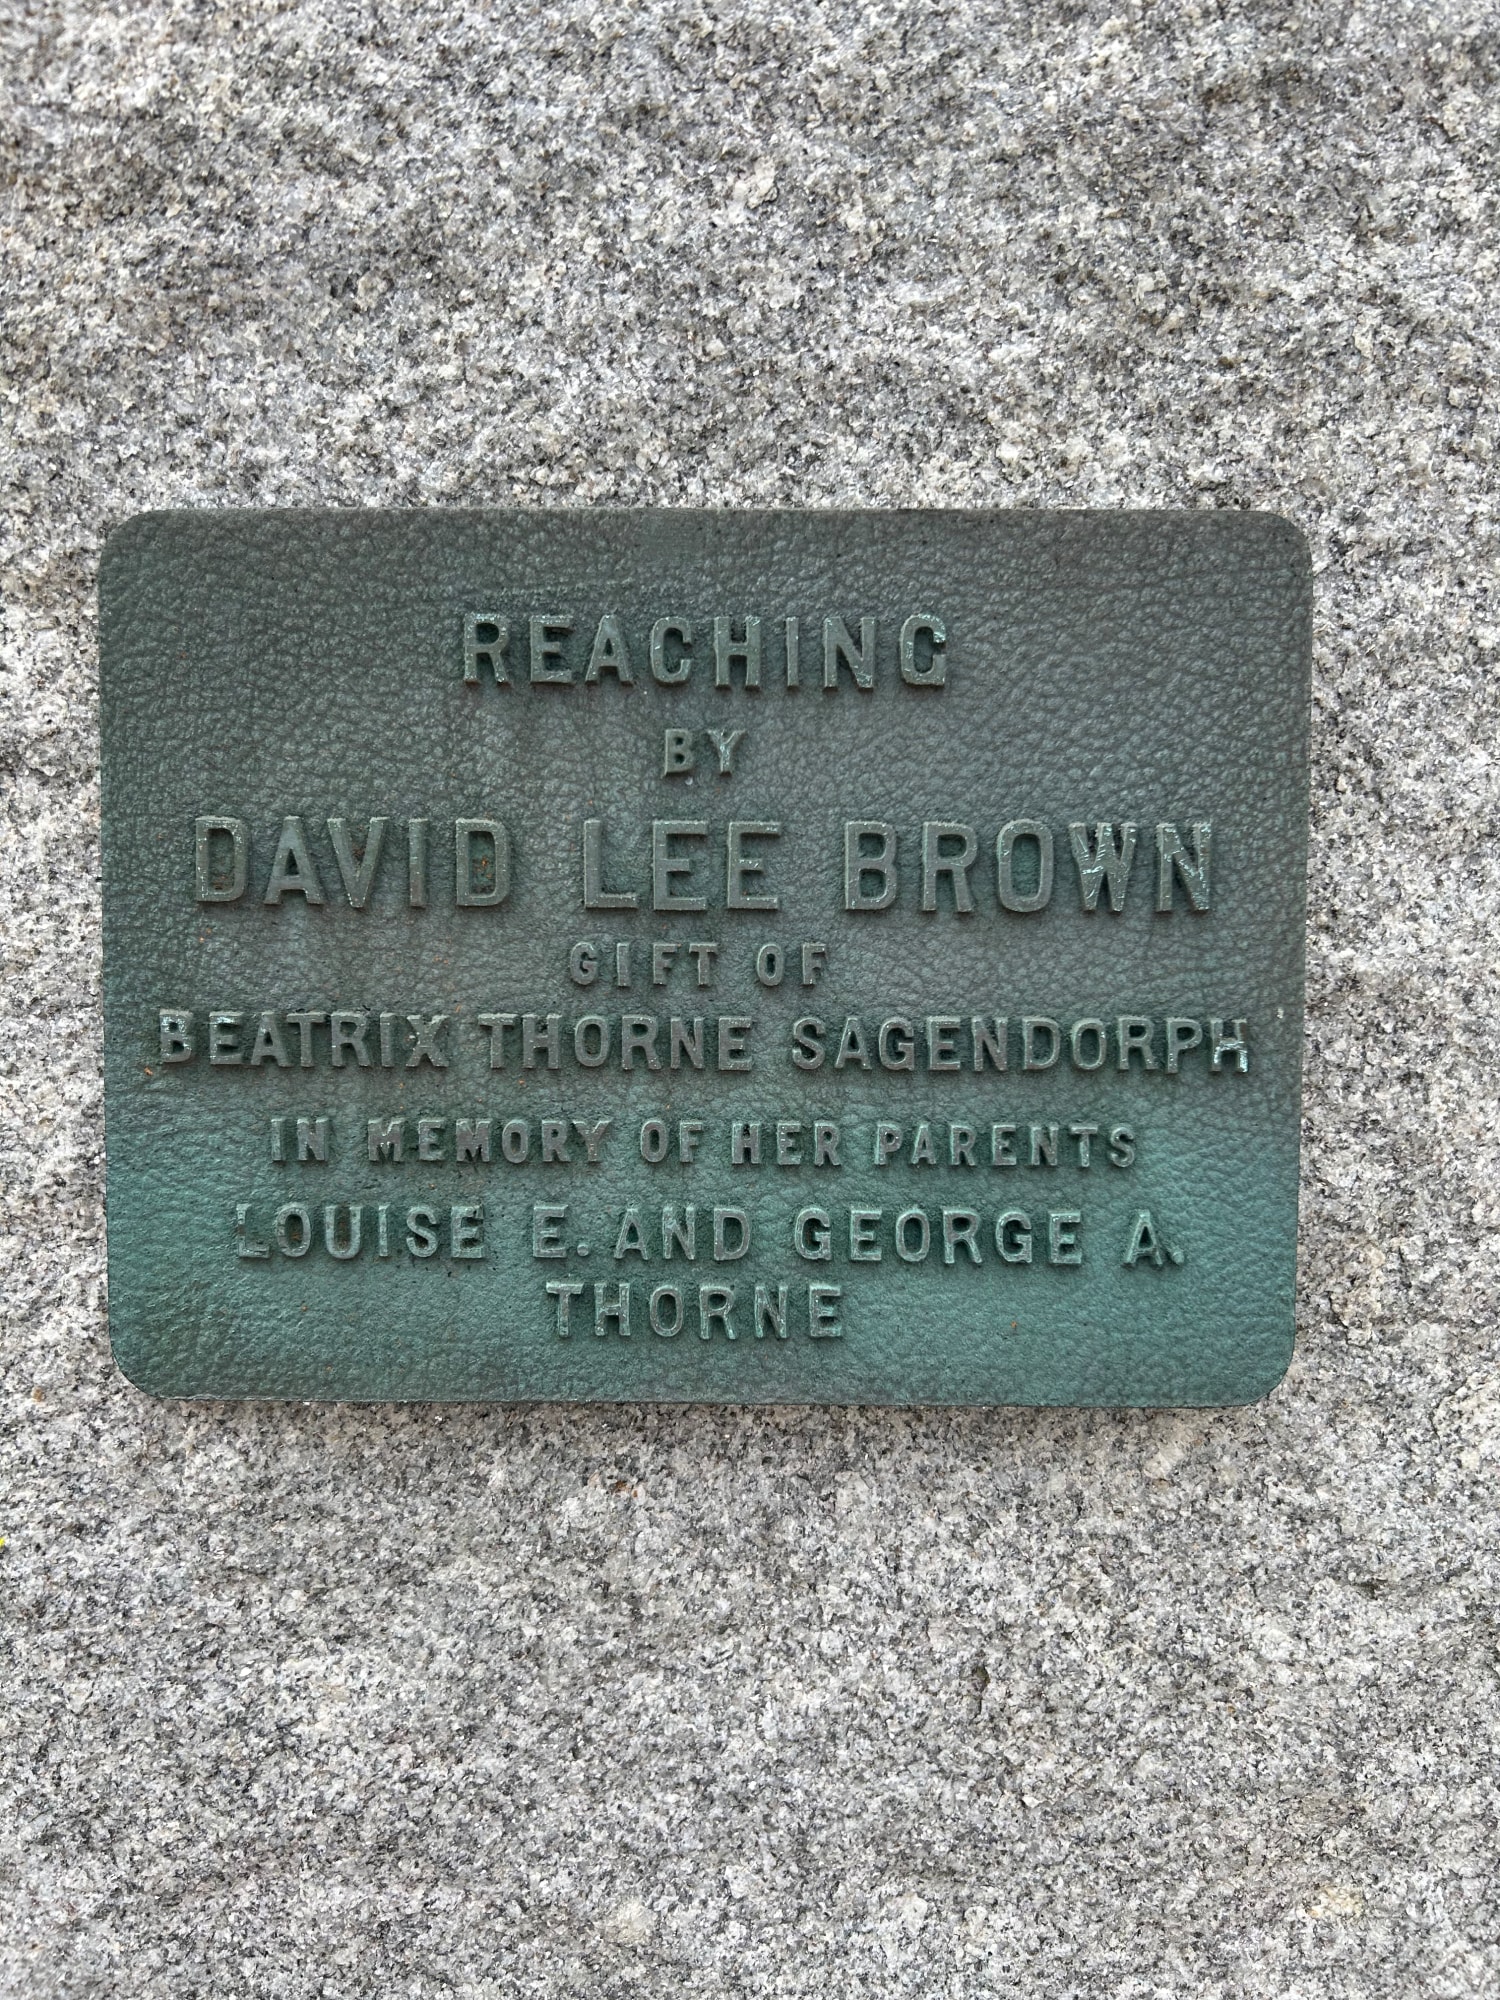 REACHING
BY
DAVID LEE BROWN
GIFT OF
BEATRIX THORNE SAGENDORPH
IN MEMORY OF HER PARENTS
LOUISE E. AND GEORGE A.
THORNE